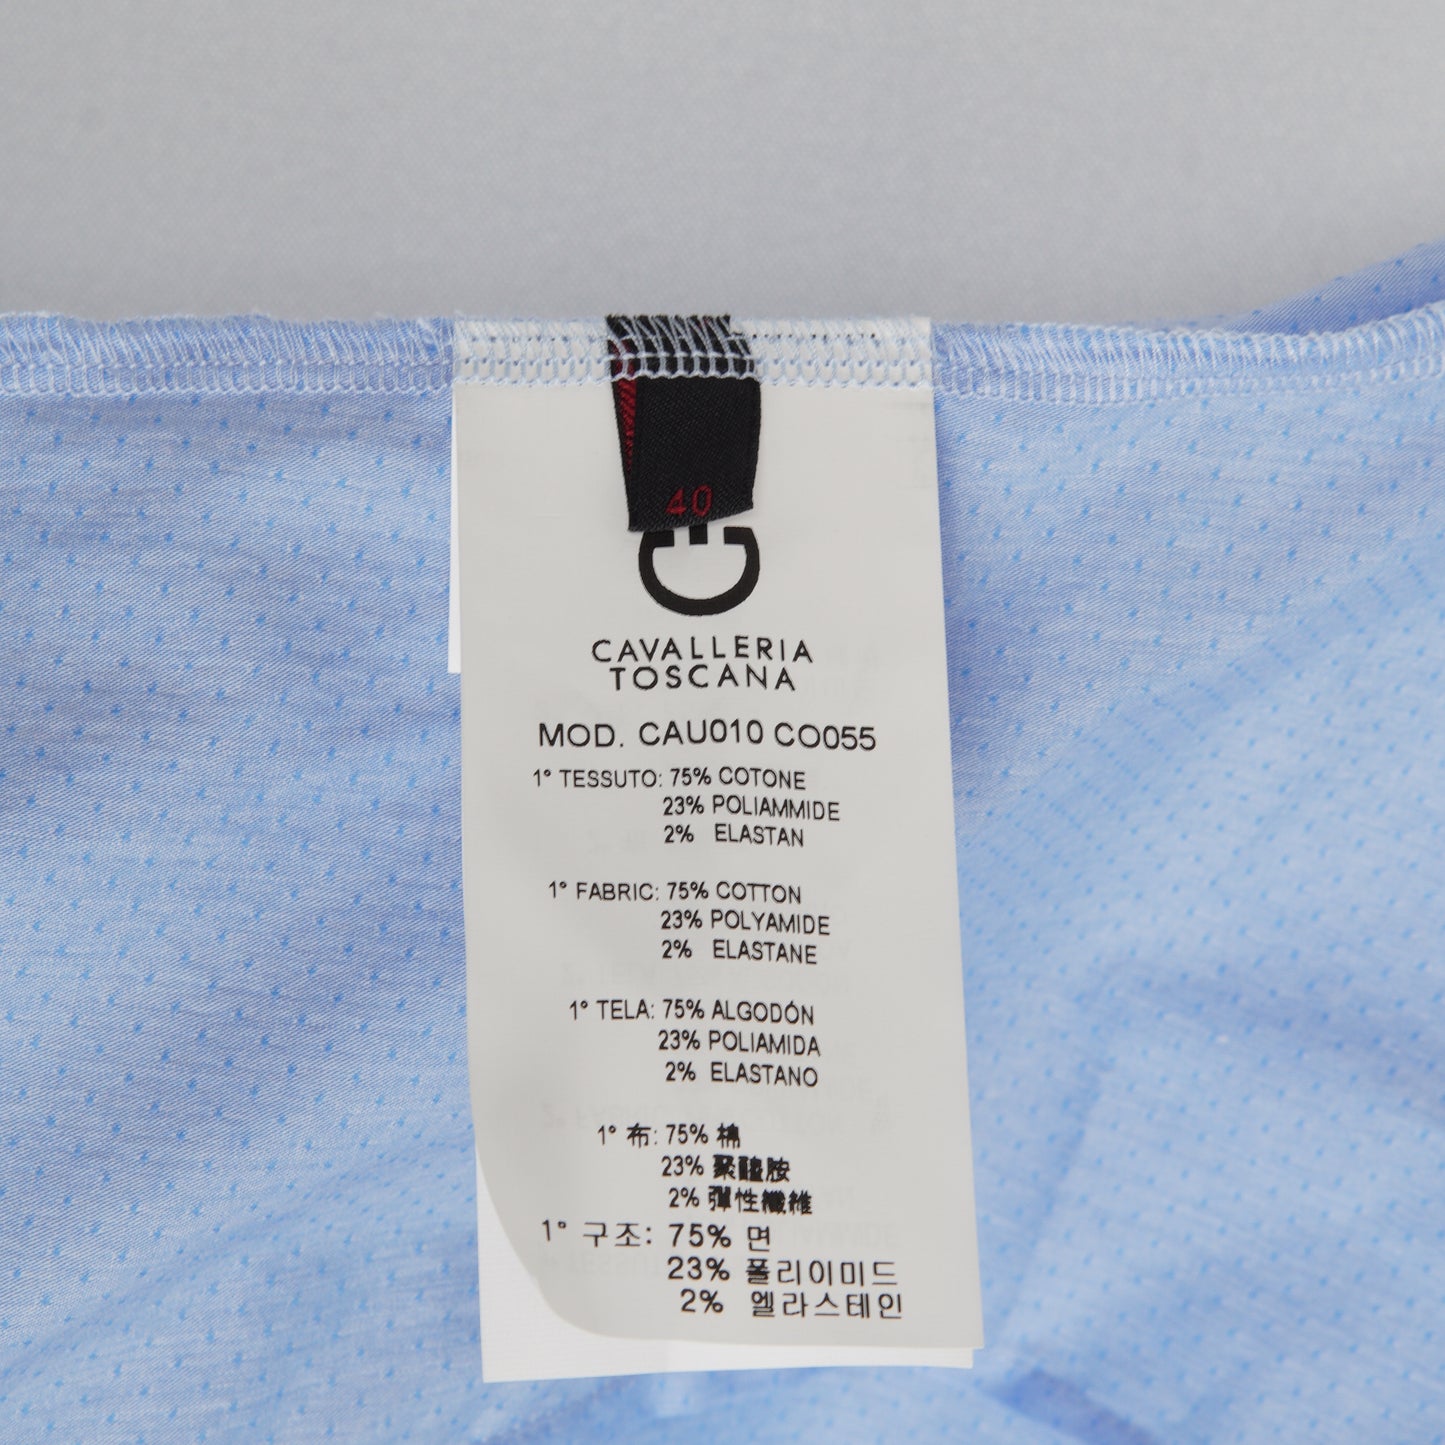 40
CAVALLERIA
TOSCANA
MOD. CAU010 CO055
1° TESSUTO: 75% COTONE
23% POLIAMMIDE
2% ELASTAN
1° FABRIC: 75% COTTON
23% POLYAMIDE
2% ELASTANE
1° TELA: 75% ALGODÓN
23% POLIAMIDA
2% ELASTANO
1° 布: 75% 棉
23% 聚醯胺
2% 彈性纖維
1° 구조: 75% 면
23% 폴리이미드
2% 엘라스테인